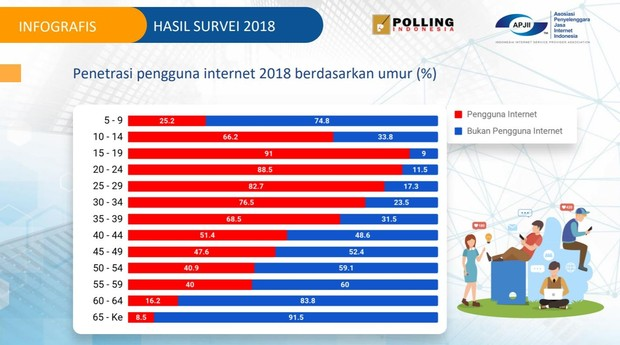 INFOGRAFIS
HASIL SURVEI 2018
POLLING
INDONESIA
APJII
Asosiasi
Penyelenggara
Jasa
Internet
Indonesia
INDONESIA INTERNET SERVICE PROVIDER ASSOCIATION
Penetrasi pengguna internet 2018 berdasarkan umur (%)
5 - 9 25.2 74.8
10 - 14 66.2 33.8
15 - 19 91 9
20 - 24 88.5 11.5
25 - 29 82.7 17.3
30 - 34 76.5 23.5
35 - 39 68.5 31.5
40 - 44 51.4 48.6
45 - 49 47.6 52.4
50 - 54 40.9 59.1
55 - 59 40 60
60 - 64 16.2 83.8
65 - Ke 8.5 91.5
Pengguna Internet
Bukan Pengguna Internet